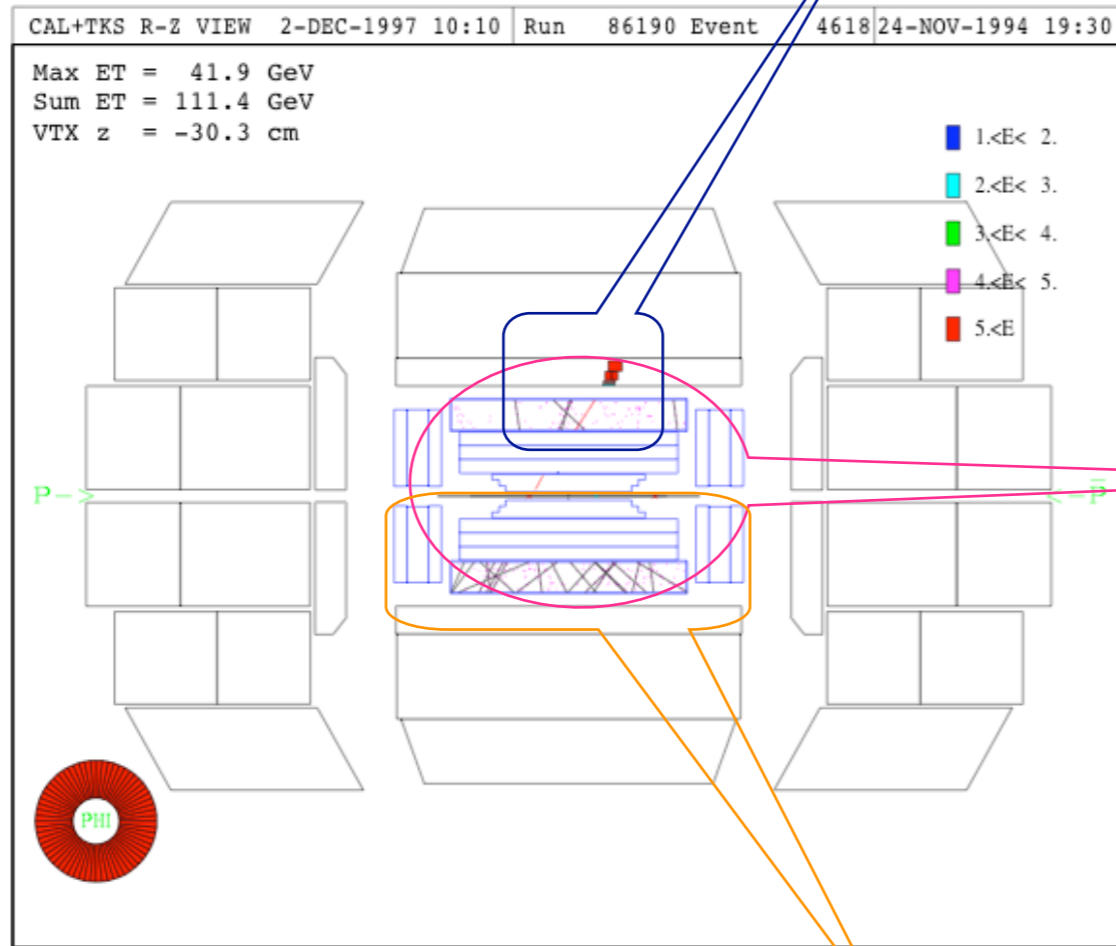 CAL+TKS R-Z VIEW 2-DEC-1997 10:10 Run 86190 Event 4618 24-NOV-1994 19:30
Max ET = 41.9 GeV
Sum ET = 111.4 GeV
VTX z = -30.3 cm
1.<E< 2.
2.<E< 3.
3.<E< 4.
4.<E< 5.
5.<E
P->
<-P̅
PHI